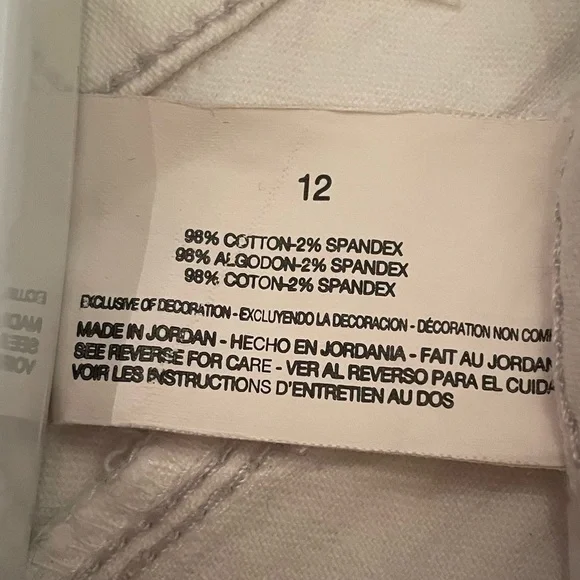 12
98% COTTON-2% SPANDEX
98% ALGODON-2% SPANDEX
98% COTON-2% SPANDEX
EXCLUSIVE OF DECORATION - EXCLUYENDO LA DECORACION - DÉCORATION NON
MADE IN JORDAN - HECHO EN JORDANIA - FAIT AU JORDAN
SEE REVERSE FOR CARE - VER AL REVERSO PARA EL
VOIR LES INSTRUCTIONS D'ENTRETIEN AU DOS